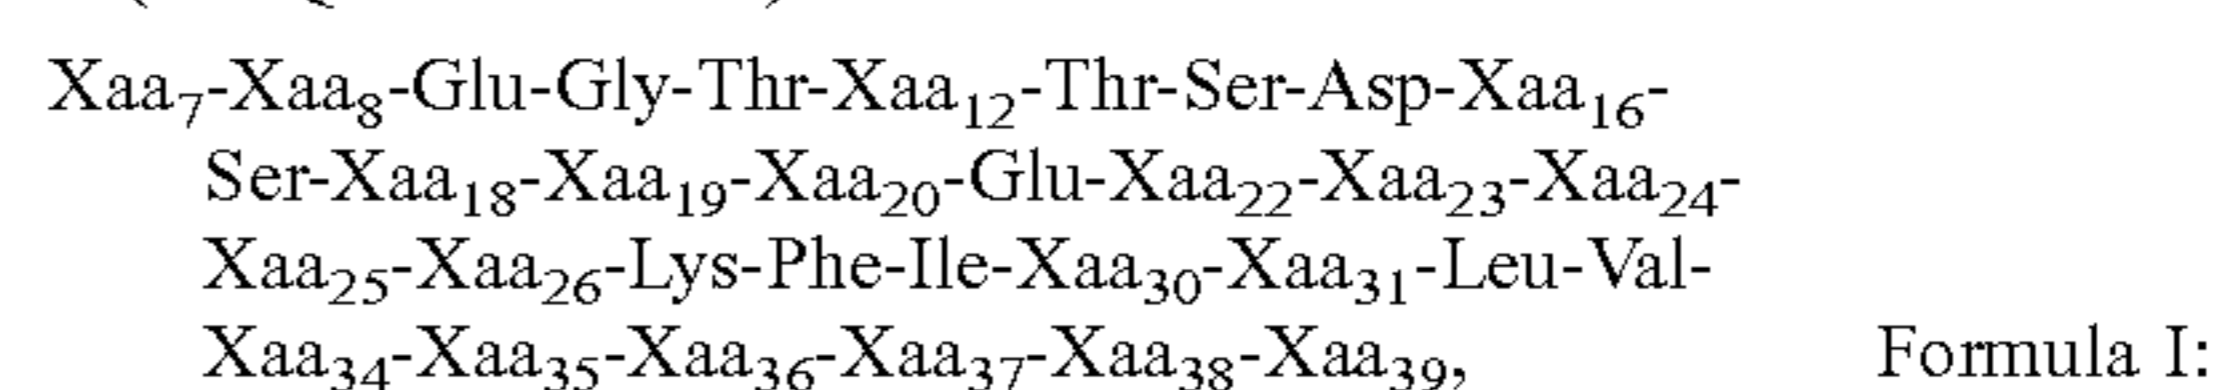 Xaa7-Xaa8-Glu-Gly-Thr-Xaa12-Thr-Ser-Asp-Xaa16-
Ser-Xaa18-Xaa19-Xaa20-Glu-Xaa22-Xaa23-Xaa24-
Xaa25-Xaa26-Lys-Phe-Ile-Xaa30-Xaa31-Leu-Val-
Xaa34-Xaa35-Xaa36-Xaa37-Xaa38-Xaa39, Formula I: